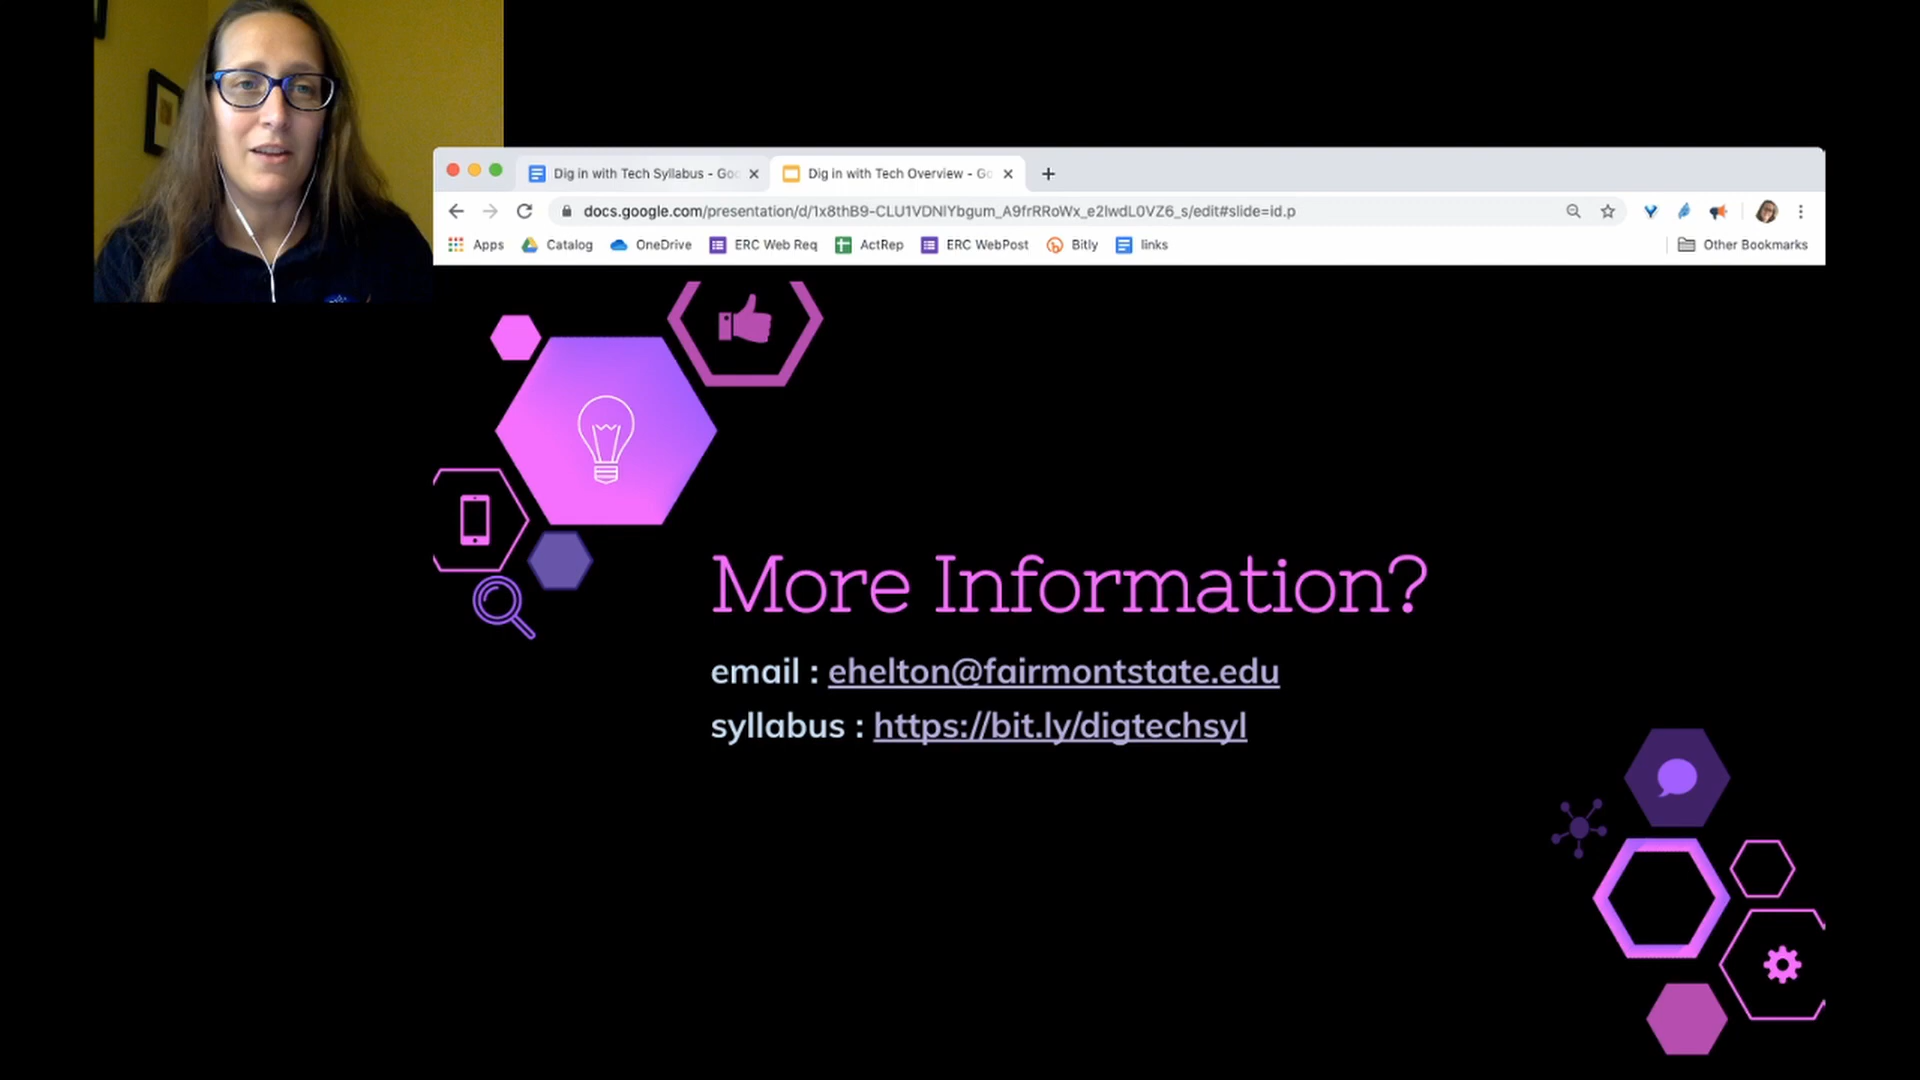 Dig in with Tech Syllabus - Goo
Dig in with Tech Overview - Go
docs.google.com/presentation/d/1x8thB9-CLU1VDNIYbgum_A9frRRoWx_e2IwdL0VZ6_s/edit#slide=id.p
Apps Catalog OneDrive ERC Web Req ActRep ERC WebPost Bitly links Other Bookmarks
More Information?
email : ehelton@fairmontstate.edu
syllabus : https://bit.ly/digtechsyl